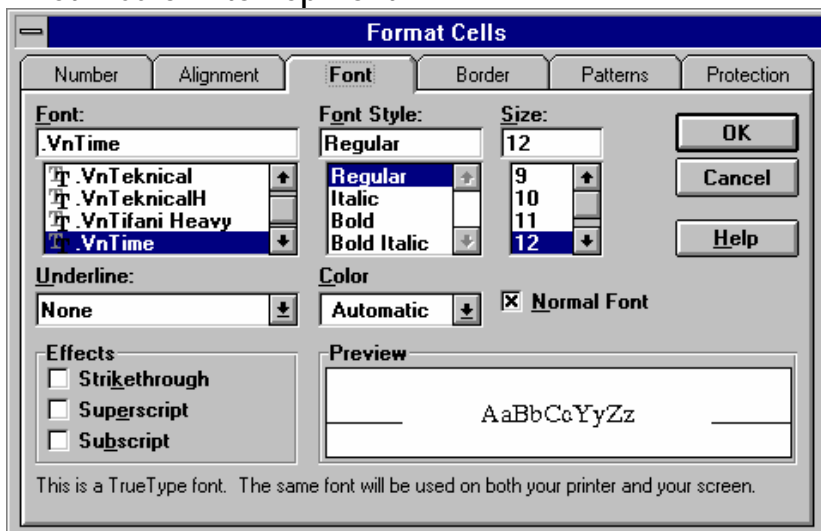 Format Cells
Number Alignment Font Border Patterns Protection
Font: Font Style: Size:
.VnTime Regular 12 OK
.VnTeknical Regular 9 Cancel
.VnTeknicalH Italic 10
.VnTifani Heavy Bold 11
.VnTime Bold Italic 12 Help
Underline: Color
None Automatic Normal Font
Effects Preview
Strikethrough
Superscript AaBbCcYyZz
Subscript
This is a TrueType font. The same font will be used on both your printer and your screen.